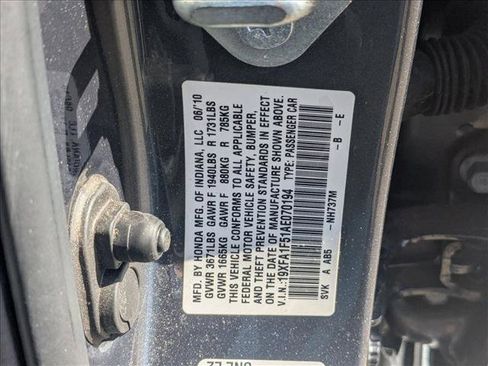 MFD. BY HONDA MFG. OF INDIANA, LLC 06/10
GVWR 3671LBS GAWR F 1940LBS R 1731LBS
GVWR 1665KG GAWR F 880KG R 785KG
THIS VEHICLE CONFORMS TO ALL APPLICABLE
FEDERAL MOTOR VEHICLE SAFETY, BUMPER,
AND THEFT PREVENTION STANDARDS IN EFFECT
ON THE DATE OF MANUFACTURE SHOWN ABOVE.
V.I.N.:19XFA1F51AE070194 TYPE: PASSENGER CAR
SVK A AB5 - NH737M - B - E